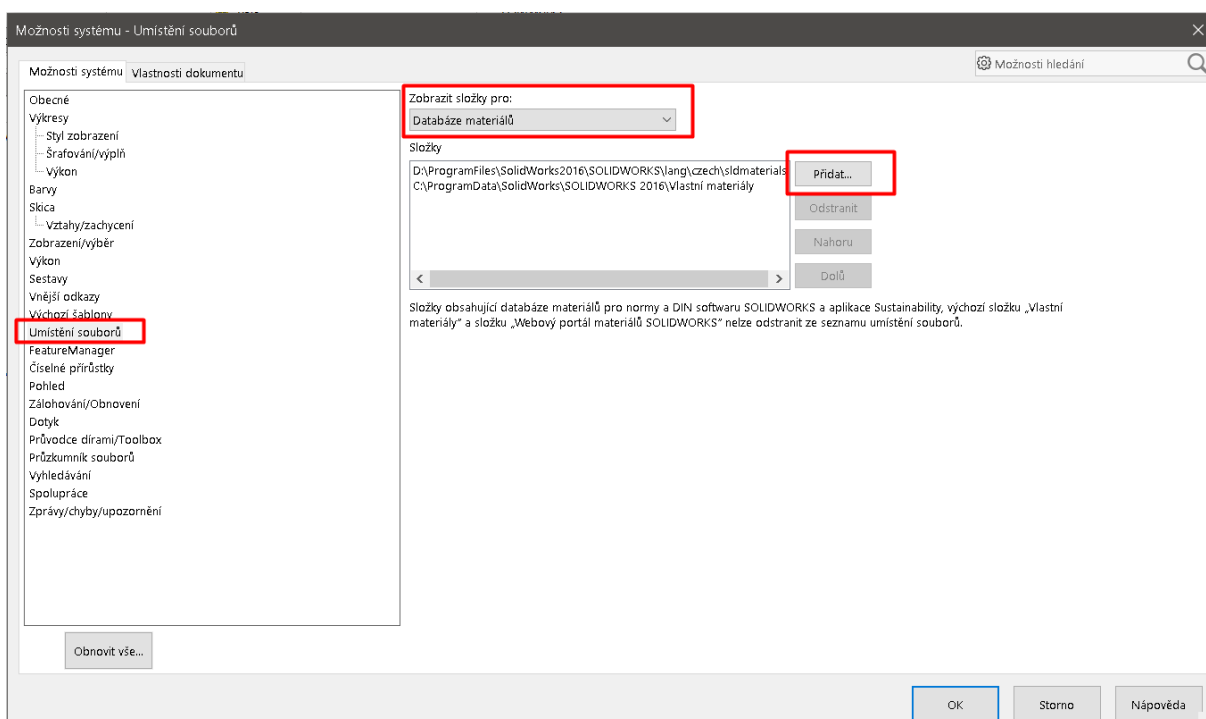 Možnosti systému - Umístění souborů
Možnosti systému
Vlastnosti dokumentu
Možnosti hledání
Obecné
Výkresy
Styl zobrazení
Šrafování/výplň
Výkon
Barvy
Skica
Vztahy/zachycení
Zobrazení/výběr
Výkon
Sestavy
Vnější odkazy
Výchozí šablony
Umístění souborů
FeatureManager
Číselné přírůstky
Pohled
Zálohování/Obnovení
Dotyk
Průvodce dírami/Toolbox
Průzkumník souborů
Vyhledávání
Spolupráce
Zprávy/chyby/upozornění
Obnovit vše...
Zobrazit složky pro:
Databáze materiálů
Složky
D:\ProgramFiles\SolidWorks2016\SOLIDWORKS\lang\czech\sldmaterials
C:\ProgramData\SolidWorks\SOLIDWORKS 2016\Vlastní materiály
Přidat...
Odstranit
Nahoru
Dolů
Složky obsahující databáze materiálů pro normy a DIN softwaru SOLIDWORKS a aplikace Sustainability, výchozí složku „Vlastní
materiály“ a složku „Webový portál materiálů SOLIDWORKS“ nelze odstranit ze seznamu umístění souborů.
OK
Storno
Nápověda